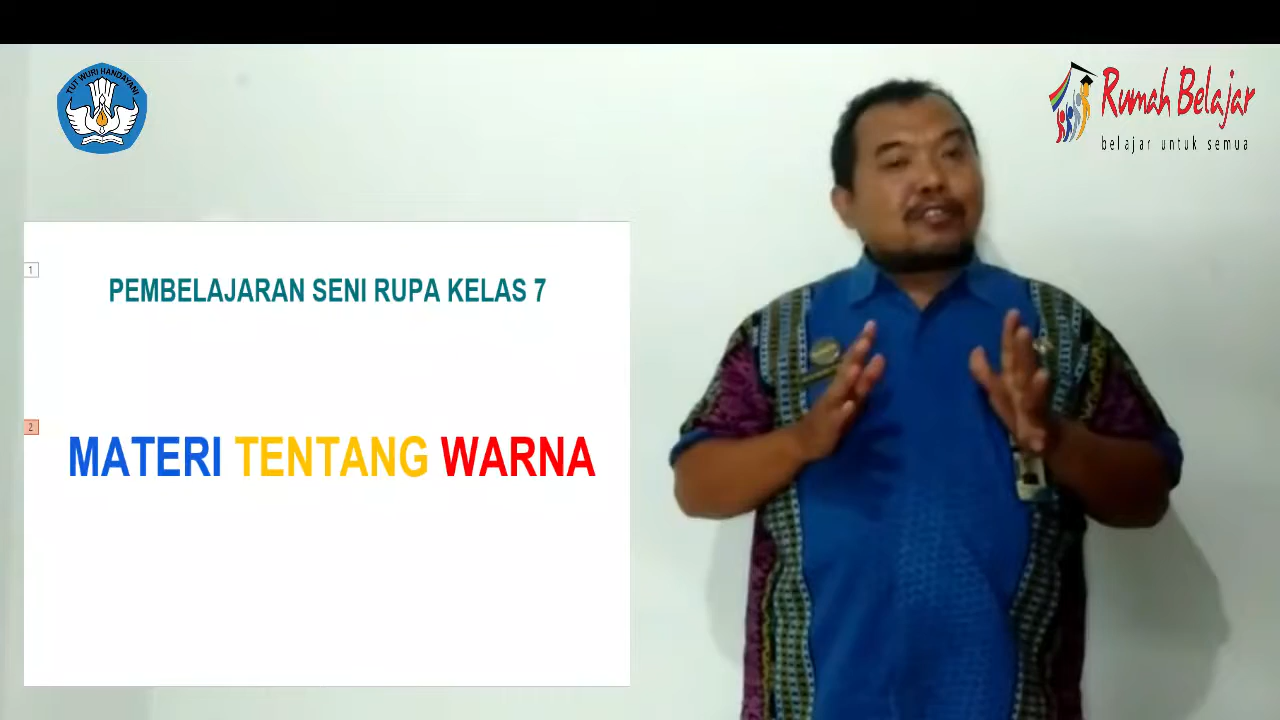 TUT WURI HANDAYANI
Rumah Belajar
belajar untuk semua
1
PEMBELAJARAN SENI RUPA KELAS 7
2
MATERI TENTANG WARNA